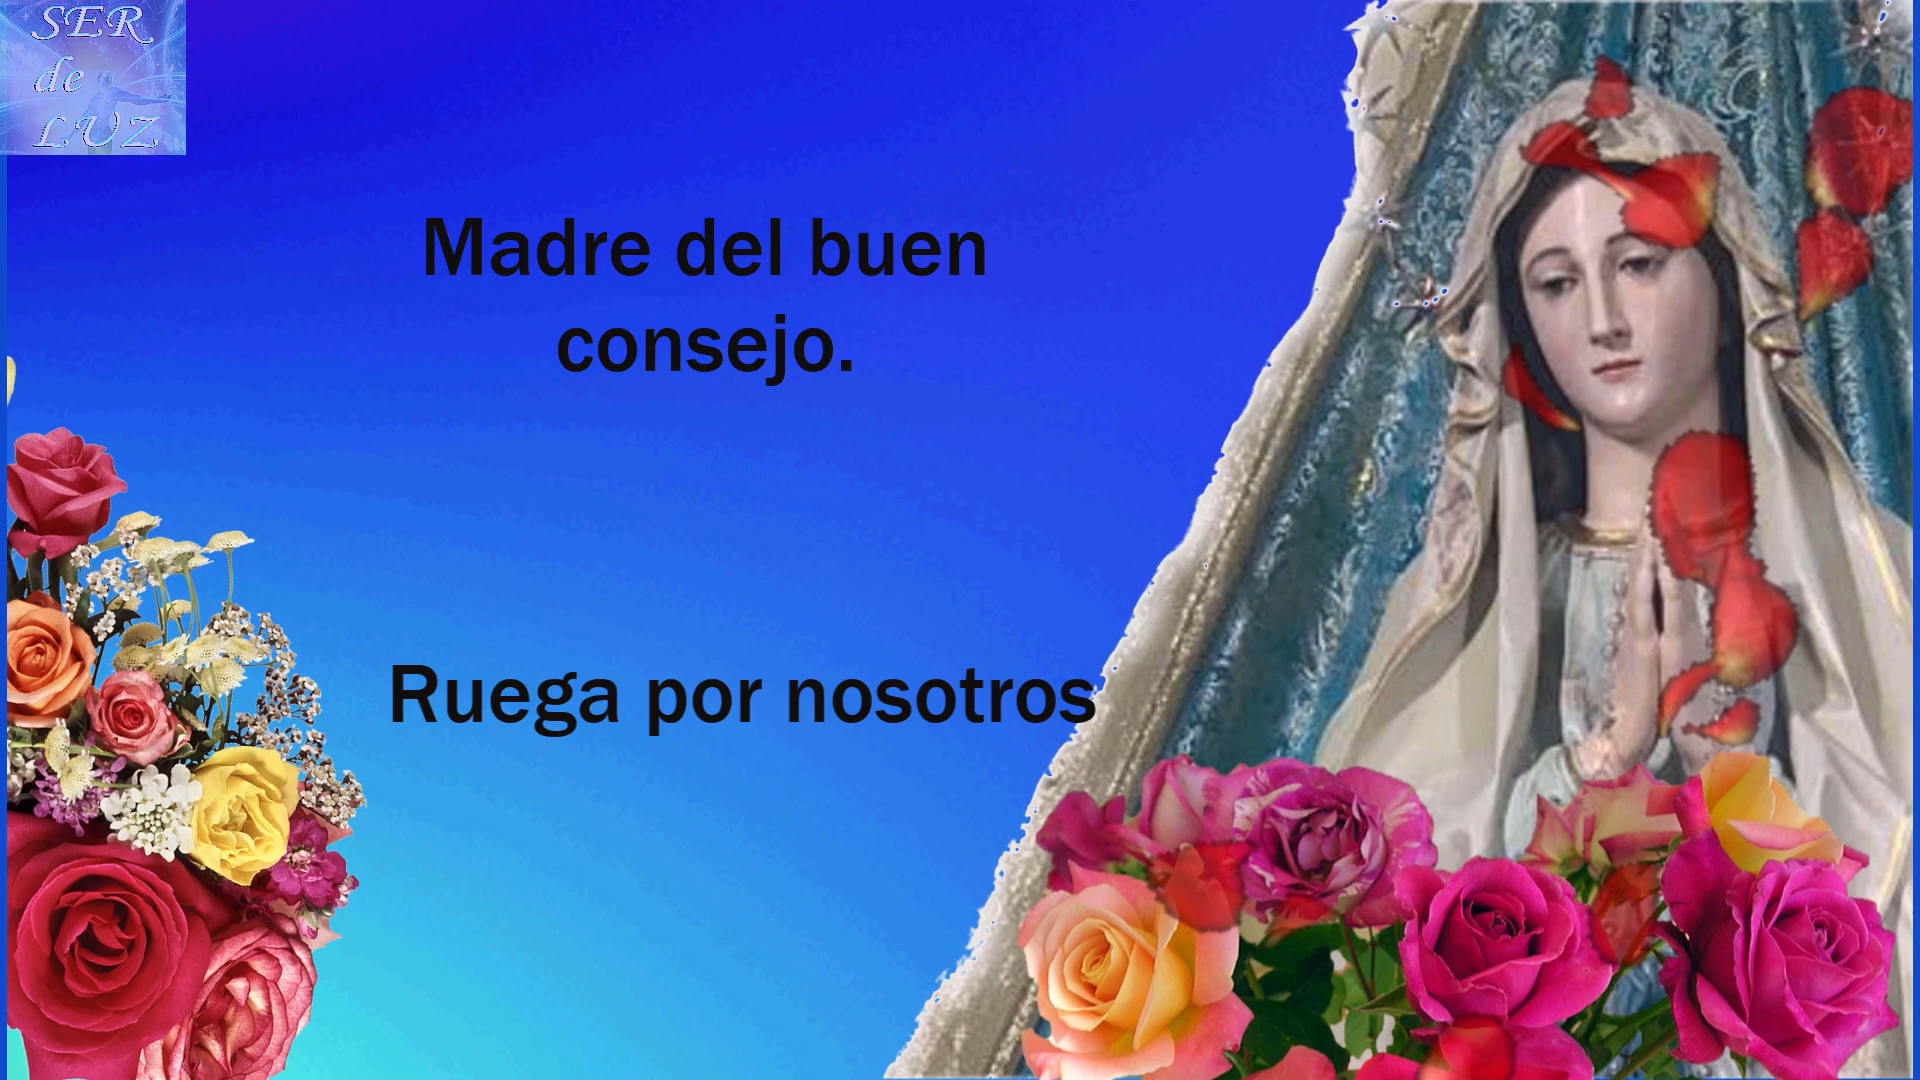 SER
de
LUZ
Madre del buen
consejo.
Ruega por nosotros